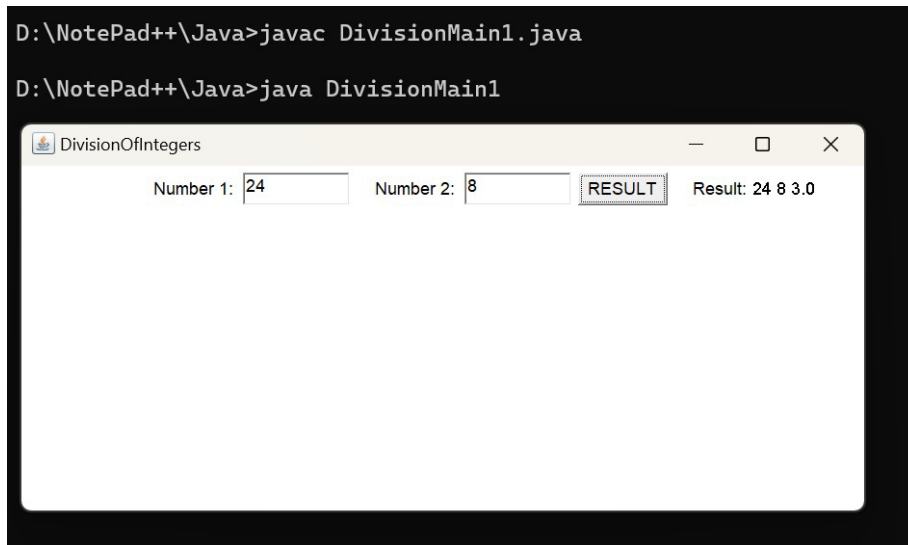 D:\NotePad++\Java>javac DivisionMain1.java
D:\NotePad++\Java>java DivisionMain1
DivisionOfIntegers
Number 1: 24 Number 2: 8 RESULT Result: 24 8 3.0